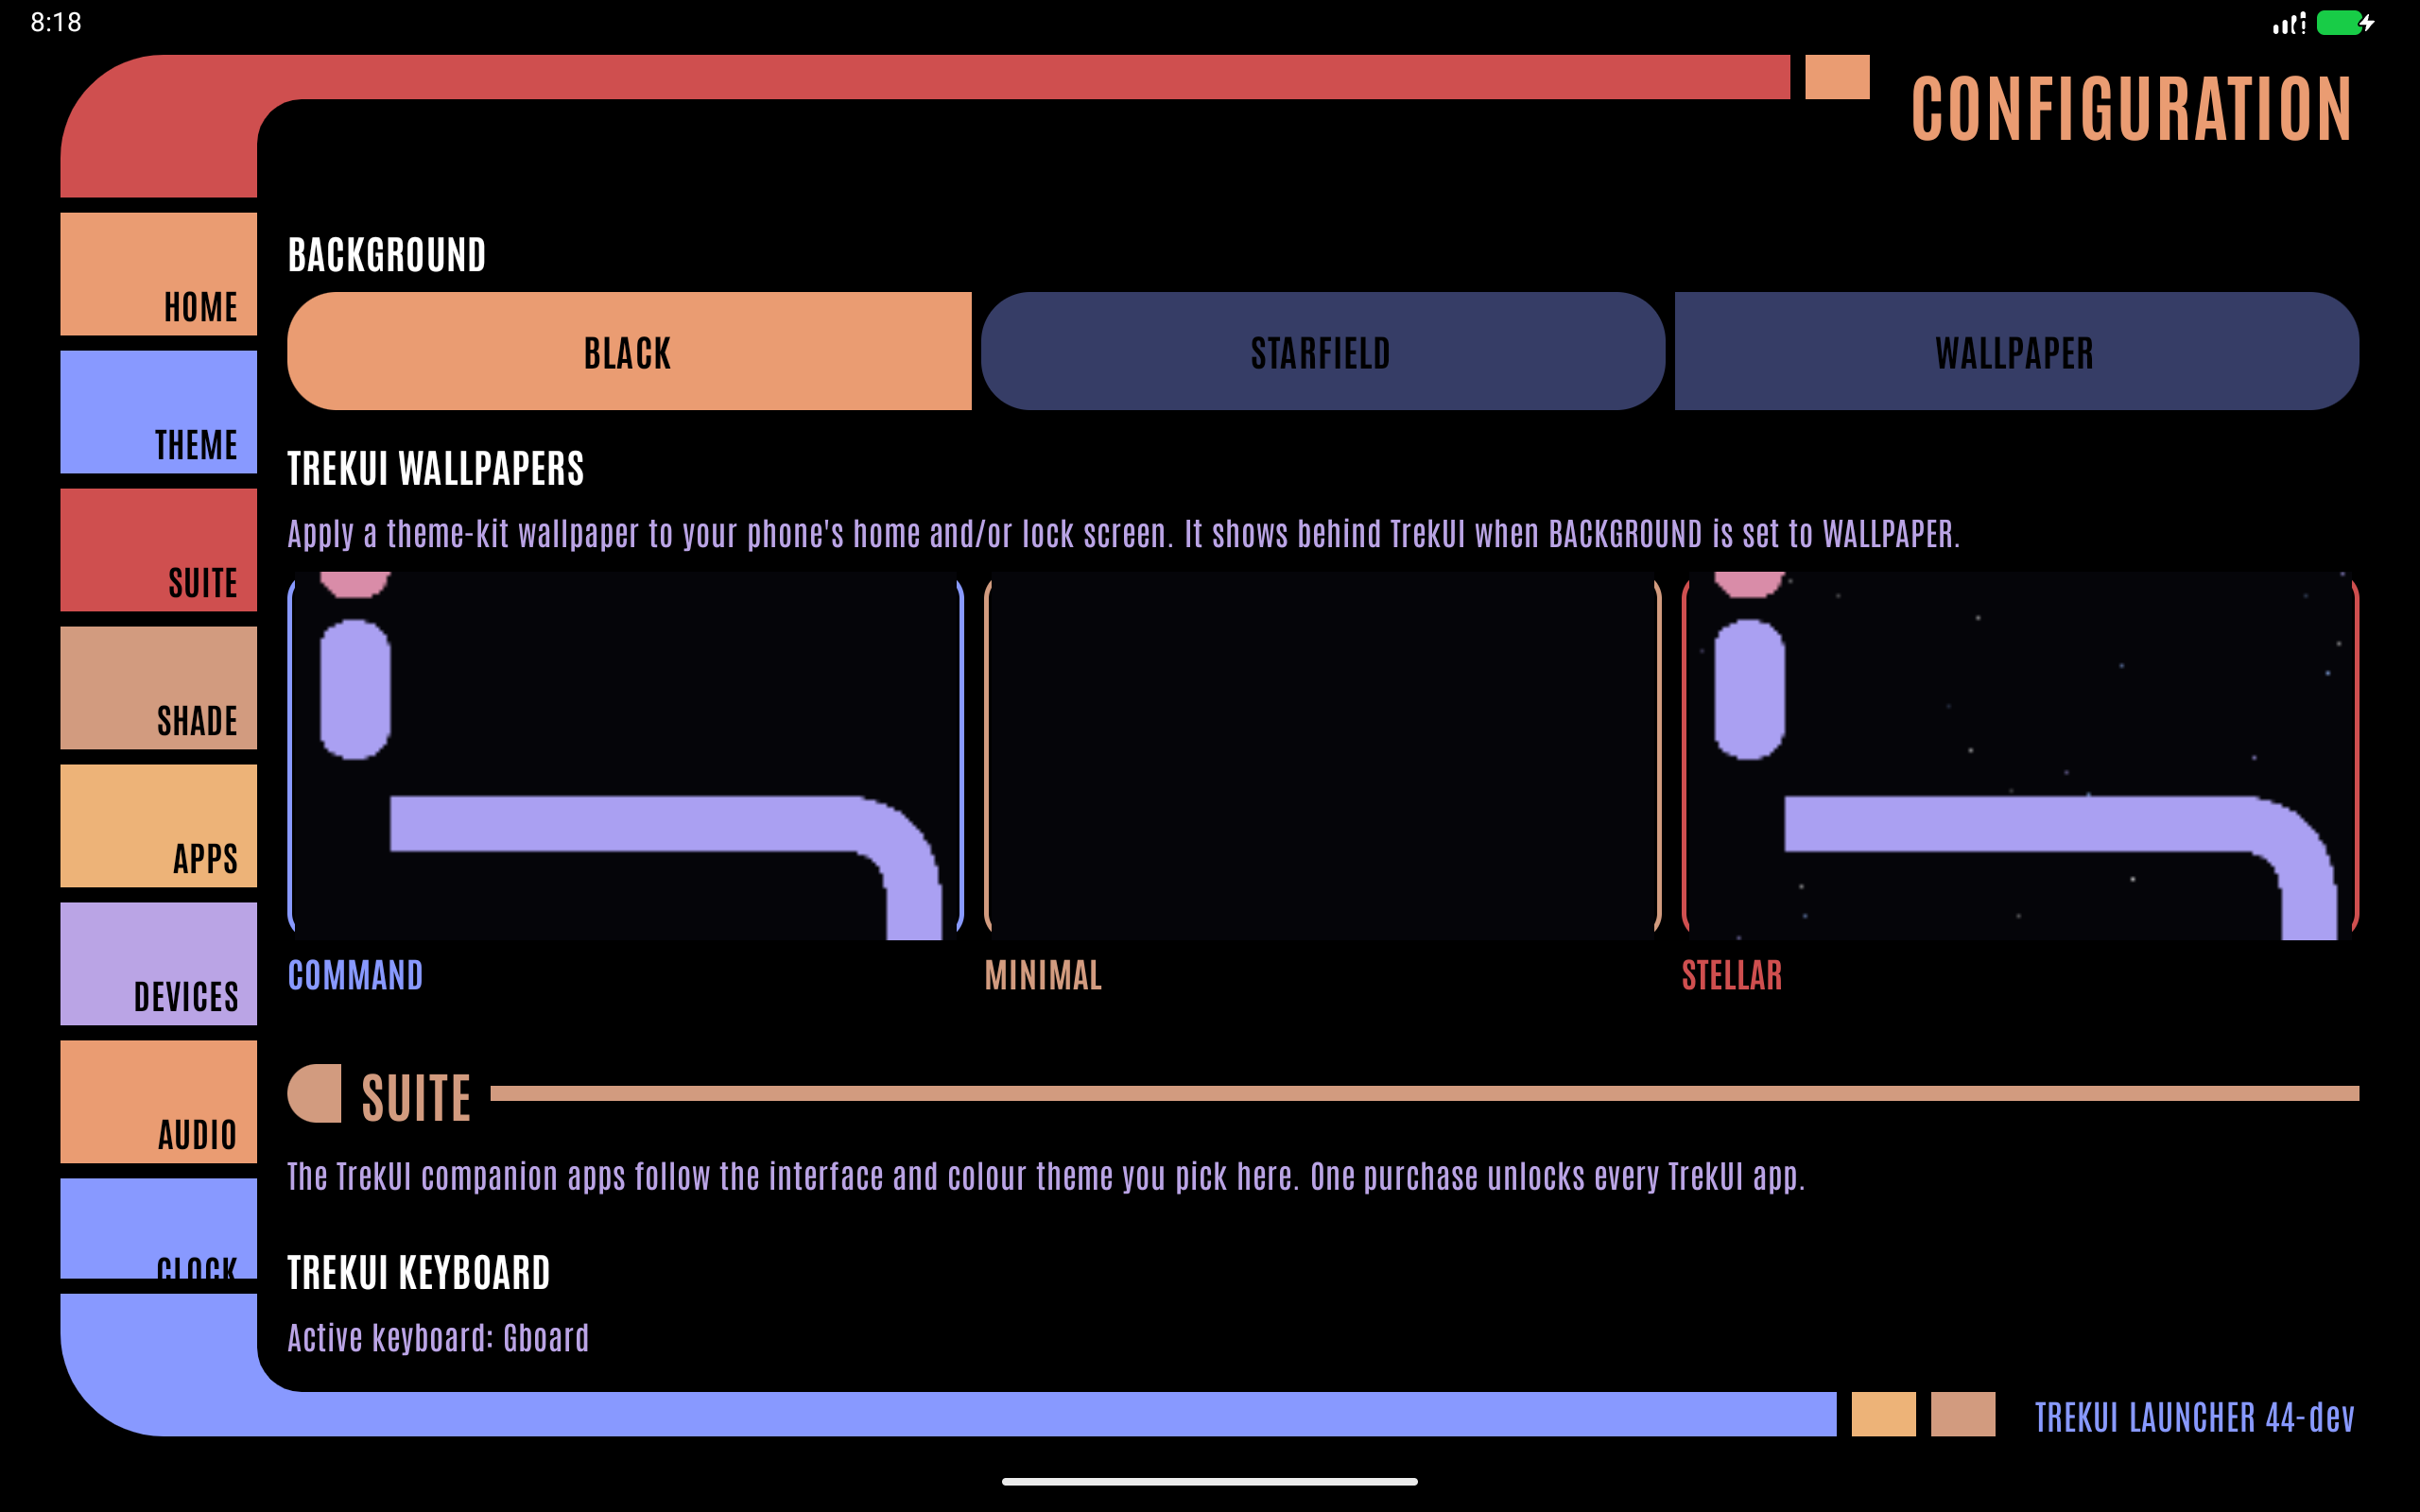 8:18
CONFIGURATION
HOME
THEME
SUITE
SHADE
APPS
DEVICES
AUDIO
CLOCK
BACKGROUND
BLACK
STARFIELD
WALLPAPER
TREKUI WALLPAPERS
Apply a theme-kit wallpaper to your phone's home and/or lock screen. It shows behind TrekUI when BACKGROUND is set to WALLPAPER.
COMMAND
MINIMAL
STELLAR
SUITE
The TrekUI companion apps follow the interface and colour theme you pick here. One purchase unlocks every TrekUI app.
TREKUI KEYBOARD
Active keyboard: Gboard
TREKUI LAUNCHER 44-dev